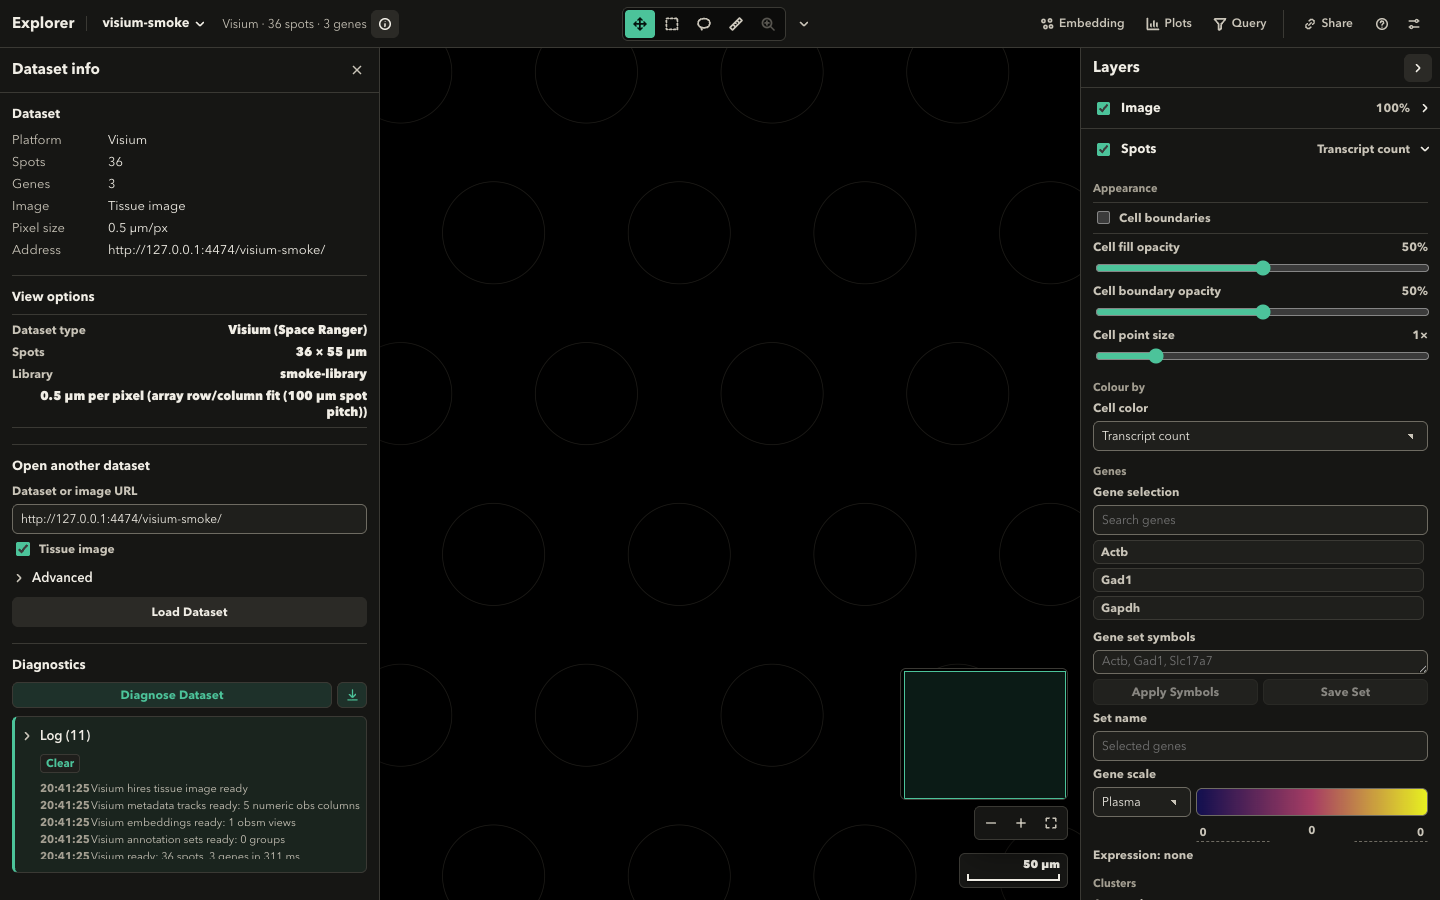 Explorer
visium-smoke
Visium · 36 spots · 3 genes
Embedding
Plots
Query
Share
Dataset info
Dataset
Platform Visium
Spots 36
Genes 3
Image Tissue image
Pixel size 0.5 µm/px
Address http://127.0.0.1:4474/visium-smoke/
View options
Dataset type Visium (Space Ranger)
Spots 36 × 55 µm
Library smoke-library
0.5 µm per pixel (array row/column fit (100 µm spot
pitch))
Open another dataset
Dataset or image URL
http://127.0.0.1:4474/visium-smoke/
Tissue image
Advanced
Load Dataset
Diagnostics
Diagnose Dataset
Log (11)
Clear
20:41:25 Visium hires tissue image ready
20:41:25 Visium metadata tracks ready: 5 numeric obs columns
20:41:25 Visium embeddings ready: 1 obsm views
20:41:25 Visium annotation sets ready: 0 groups
20:41:25 Visium ready: 36 spots, 3 genes in 311 ms
50 µm
Layers
Image 100%
Spots Transcript count
Appearance
Cell boundaries
Cell fill opacity 50%
Cell boundary opacity 50%
Cell point size 1×
Colour by
Cell color
Transcript count
Genes
Gene selection
Search genes
Actb
Gad1
Gapdh
Gene set symbols
Actb, Gad1, Slc17a7
Apply Symbols Save Set
Set name
Selected genes
Gene scale
Plasma
0 0 0
Expression: none
Clusters